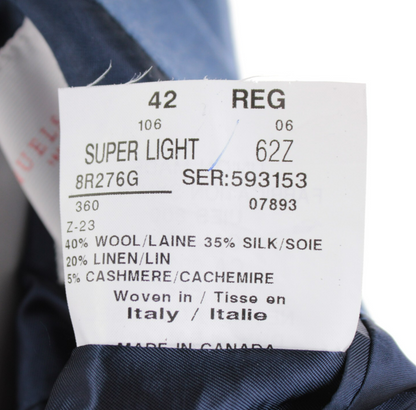 42 REG
106 06
SUPER LIGHT 62Z
8R276G SER:593153
360 07893
Z-23
40% WOOL/LAINE 35% SILK/SOIE
20% LINEN/LIN
5% CASHMERE/CACHEMIRE
Woven in / Tisse en
Italy / Italie
MADE IN CANADA